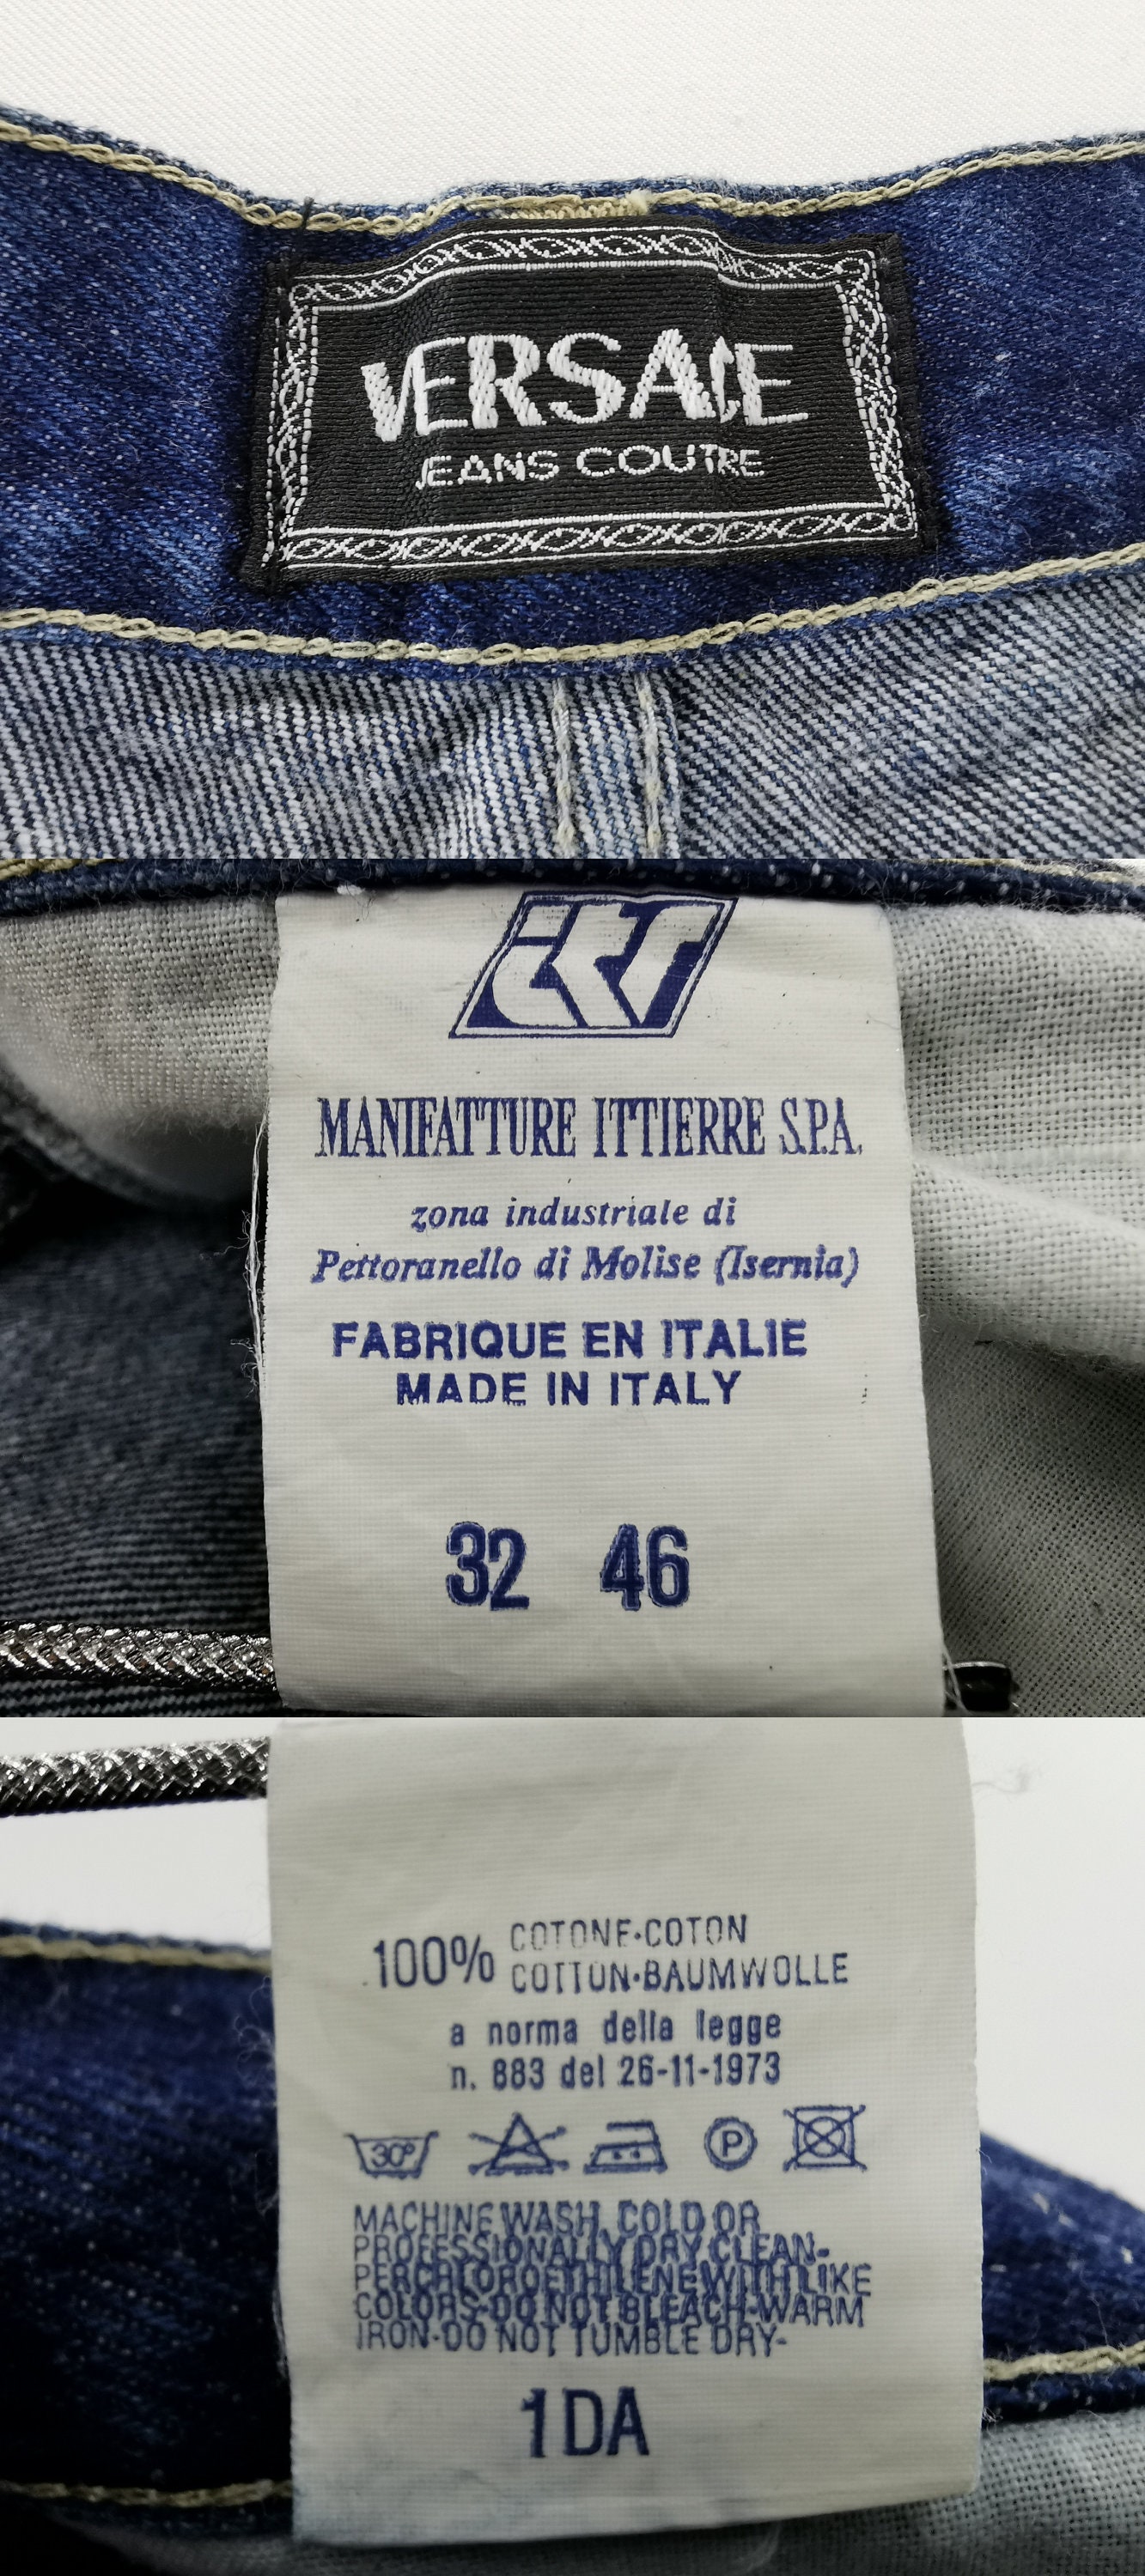 VERSACE
JEANS COUTRE
ITTI
MANIFATTURE ITTIERRE S.P.A.
zona industriale di
Pettoranello di Molise (Isernia)
FABRIQUE EN ITALIE
MADE IN ITALY
32 46
100% COTONE•COTON
COTTON•BAUMWOLLE
a norma della legge
n. 883 del 26-11-1973
30° P
MACHINE WASH, COLD OR
PROFESSIONALLY DRY CLEAN-
PERCHLOROETHILENE WITH LIKE
COLORS-DO NOT BLEACH-WARM
IRON-DO NOT TUMBLE DRY-
1DA